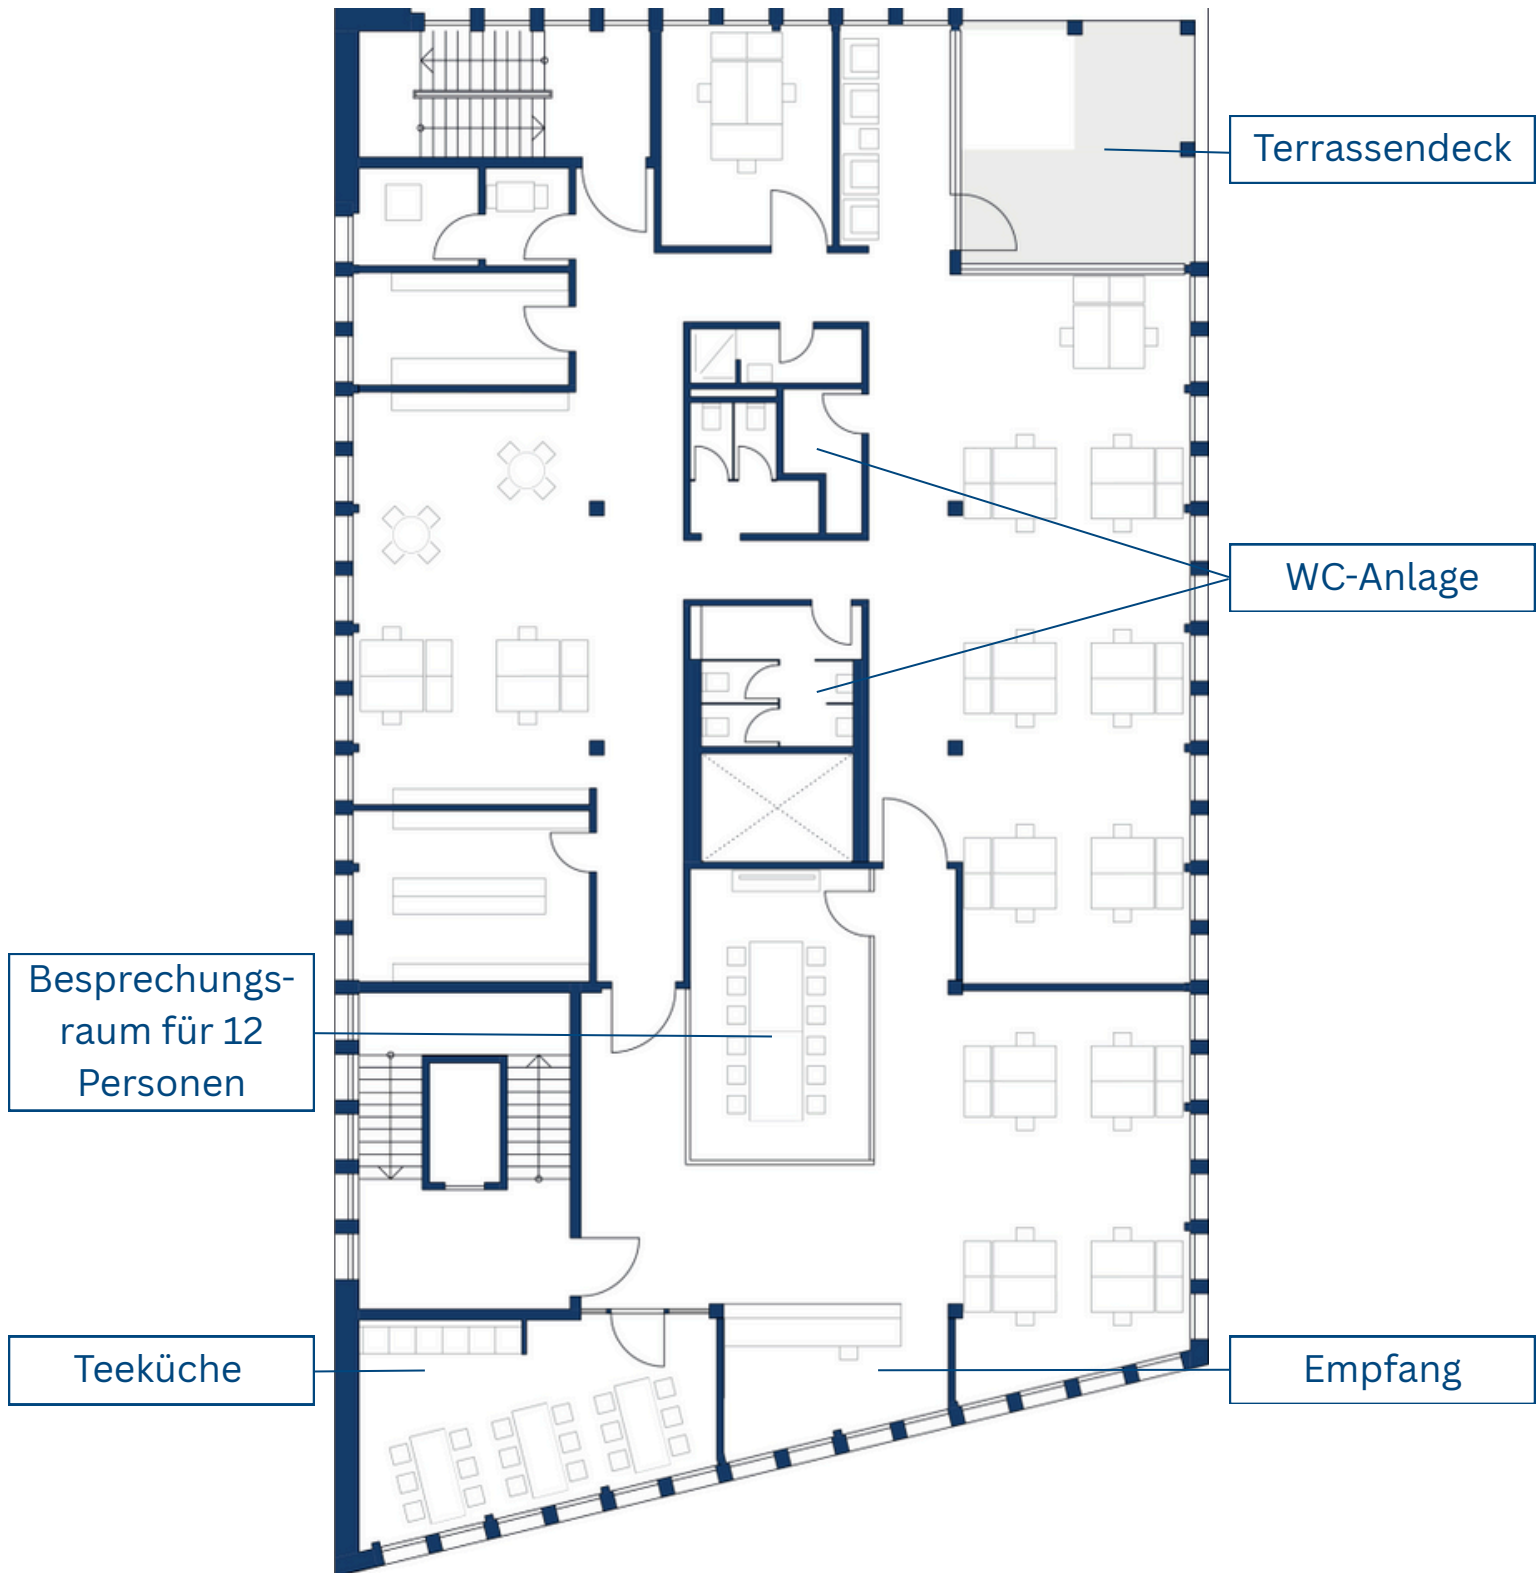 Terrassendeck
WC-Anlage
Besprechungs-
raum für 12
Personen
Teeküche
Empfang